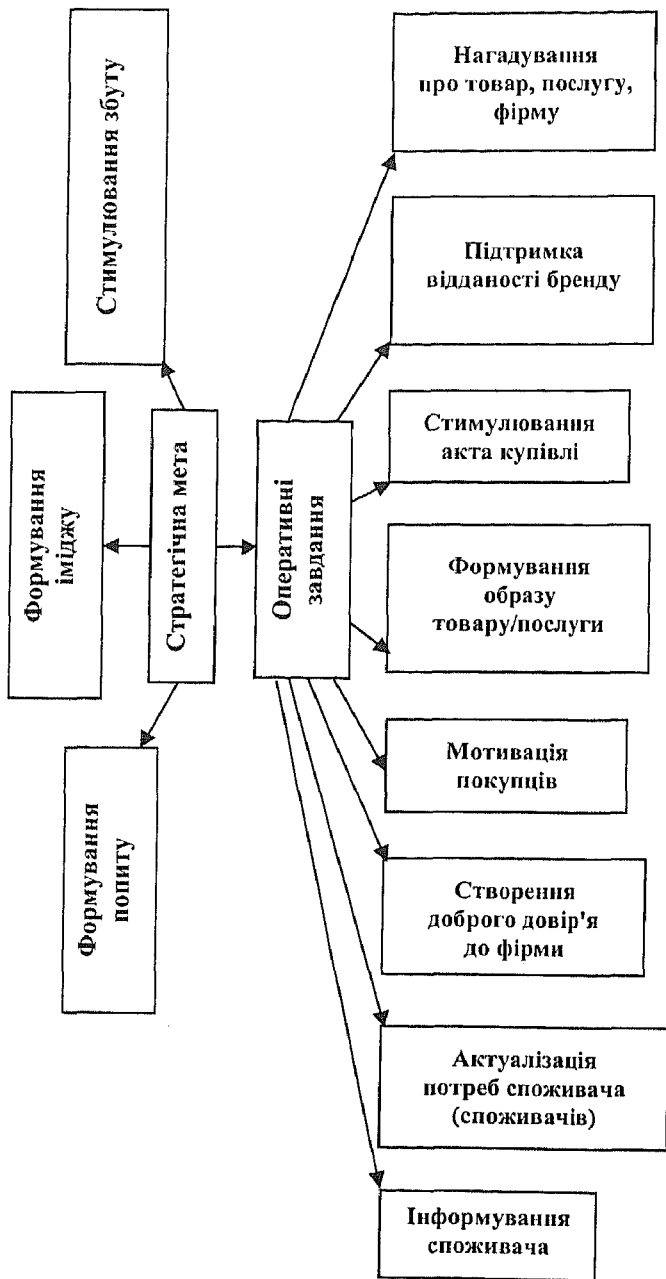 Формування
попиту
Формування
іміджу
Стимулювання збуту
Стратегічна мета
Оперативні
завдання
Нагадування
про товар, послугу,
фірму
Підтримка
відданості бренду
Стимулювання
акта купівлі
Формування
образу
товару/послуги
Мотивація
покупців
Створення
доброго довір'я
до фірми
Актуалізація
потреб споживача
(споживачів)
Інформування
споживача